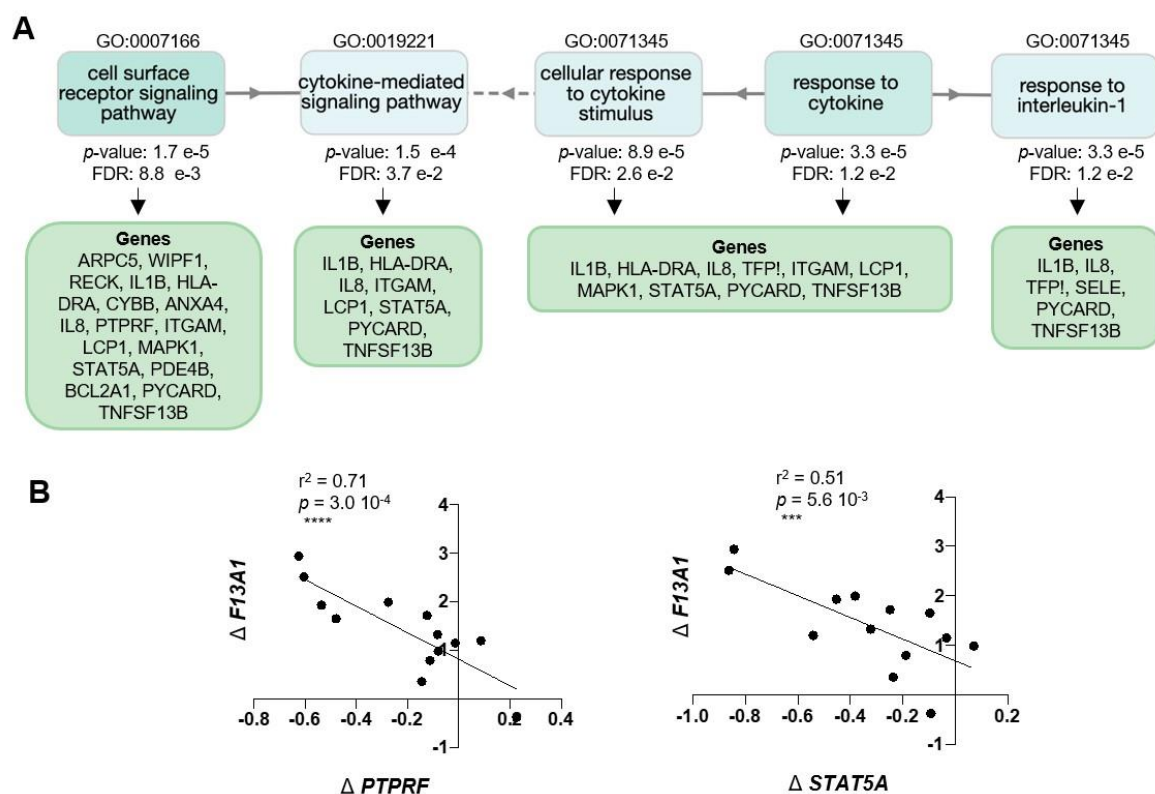 A
GO:0007166
GO:0019221
GO:0071345
GO:0071345
GO:0071345
cell surface
receptor signaling
pathway
cytokine-mediated
signaling pathway
cellular response
to cytokine
stimulus
response to
cytokine
response to
interleukin-1
p-value: 1.7 e-5
FDR: 8.8 e-3
p-value: 1.5 e-4
FDR: 3.7 e-2
p-value: 8.9 e-5
FDR: 2.6 e-2
p-value: 3.3 e-5
FDR: 1.2 e-2
p-value: 3.3 e-5
FDR: 1.2 e-2
Genes
ARPC5, WIPF1,
RECK, IL1B, HLA-
DRA, CYBB, ANXA4,
IL8, PTPRF, ITGAM,
LCP1, MAPK1,
STAT5A, PDE4B,
BCL2A1, PYCARD,
TNFSF13B
Genes
IL1B, HLA-DRA,
IL8, ITGAM,
LCP1, STAT5A,
PYCARD,
TNFSF13B
Genes
IL1B, HLA-DRA, IL8, TFP!, ITGAM, LCP1,
MAPK1, STAT5A, PYCARD, TNFSF13B
Genes
IL1B, IL8,
TFP!, SELE,
PYCARD,
TNFSF13B
B
r² = 0.71
p = 3.0 10⁻⁴
****
Δ F13A1
4
3
2
1
-1
-0.8 -0.6 -0.4 -0.2 0.2 0.4
Δ PTPRF
r² = 0.51
p = 5.6 10⁻³
***
Δ F13A1
4
3
2
1
-1
-1.0 -0.8 -0.6 -0.4 -0.2 0.2
Δ STAT5A